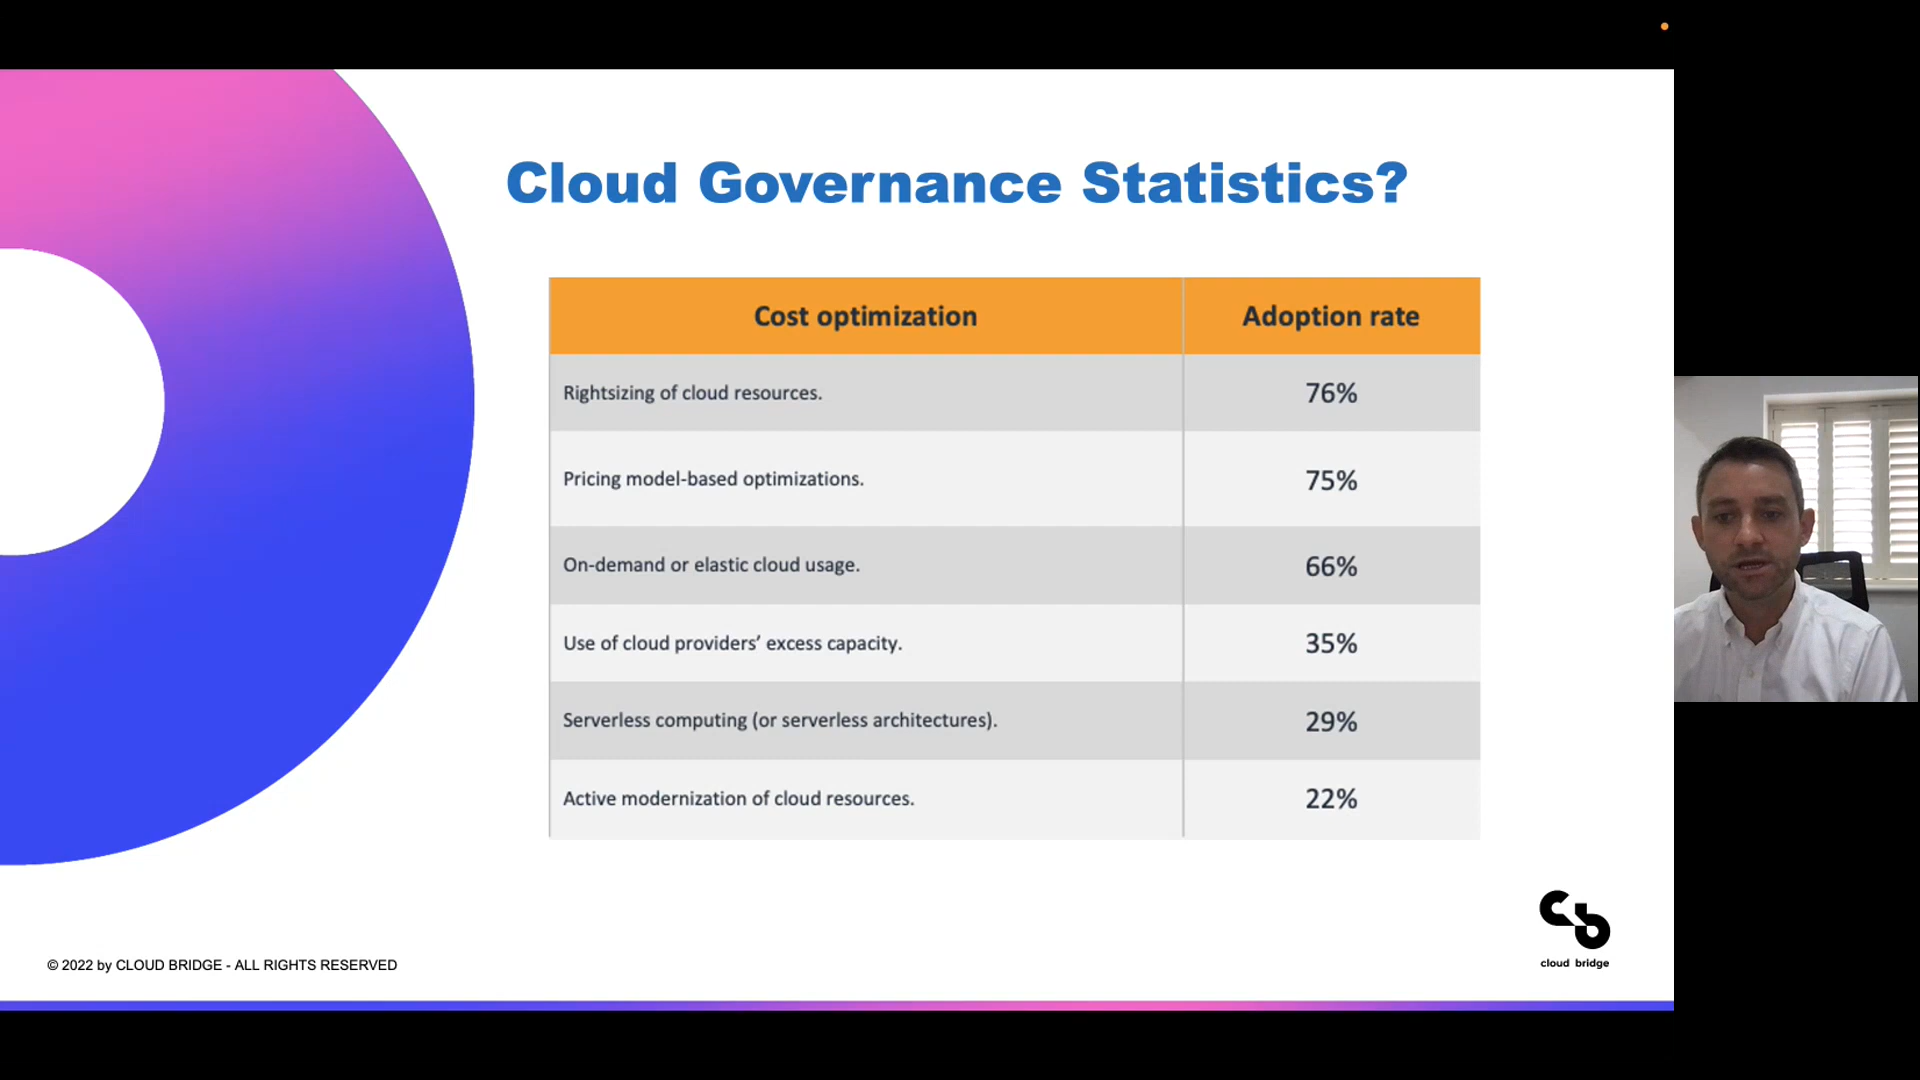 Cloud Governance Statistics?
Cost optimization Adoption rate
Rightsizing of cloud resources. 76%
Pricing model-based optimizations. 75%
On-demand or elastic cloud usage. 66%
Use of cloud providers’ excess capacity. 35%
Serverless computing (or serverless architectures). 29%
Active modernization of cloud resources. 22%
cb
cloud bridge
© 2022 by CLOUD BRIDGE - ALL RIGHTS RESERVED